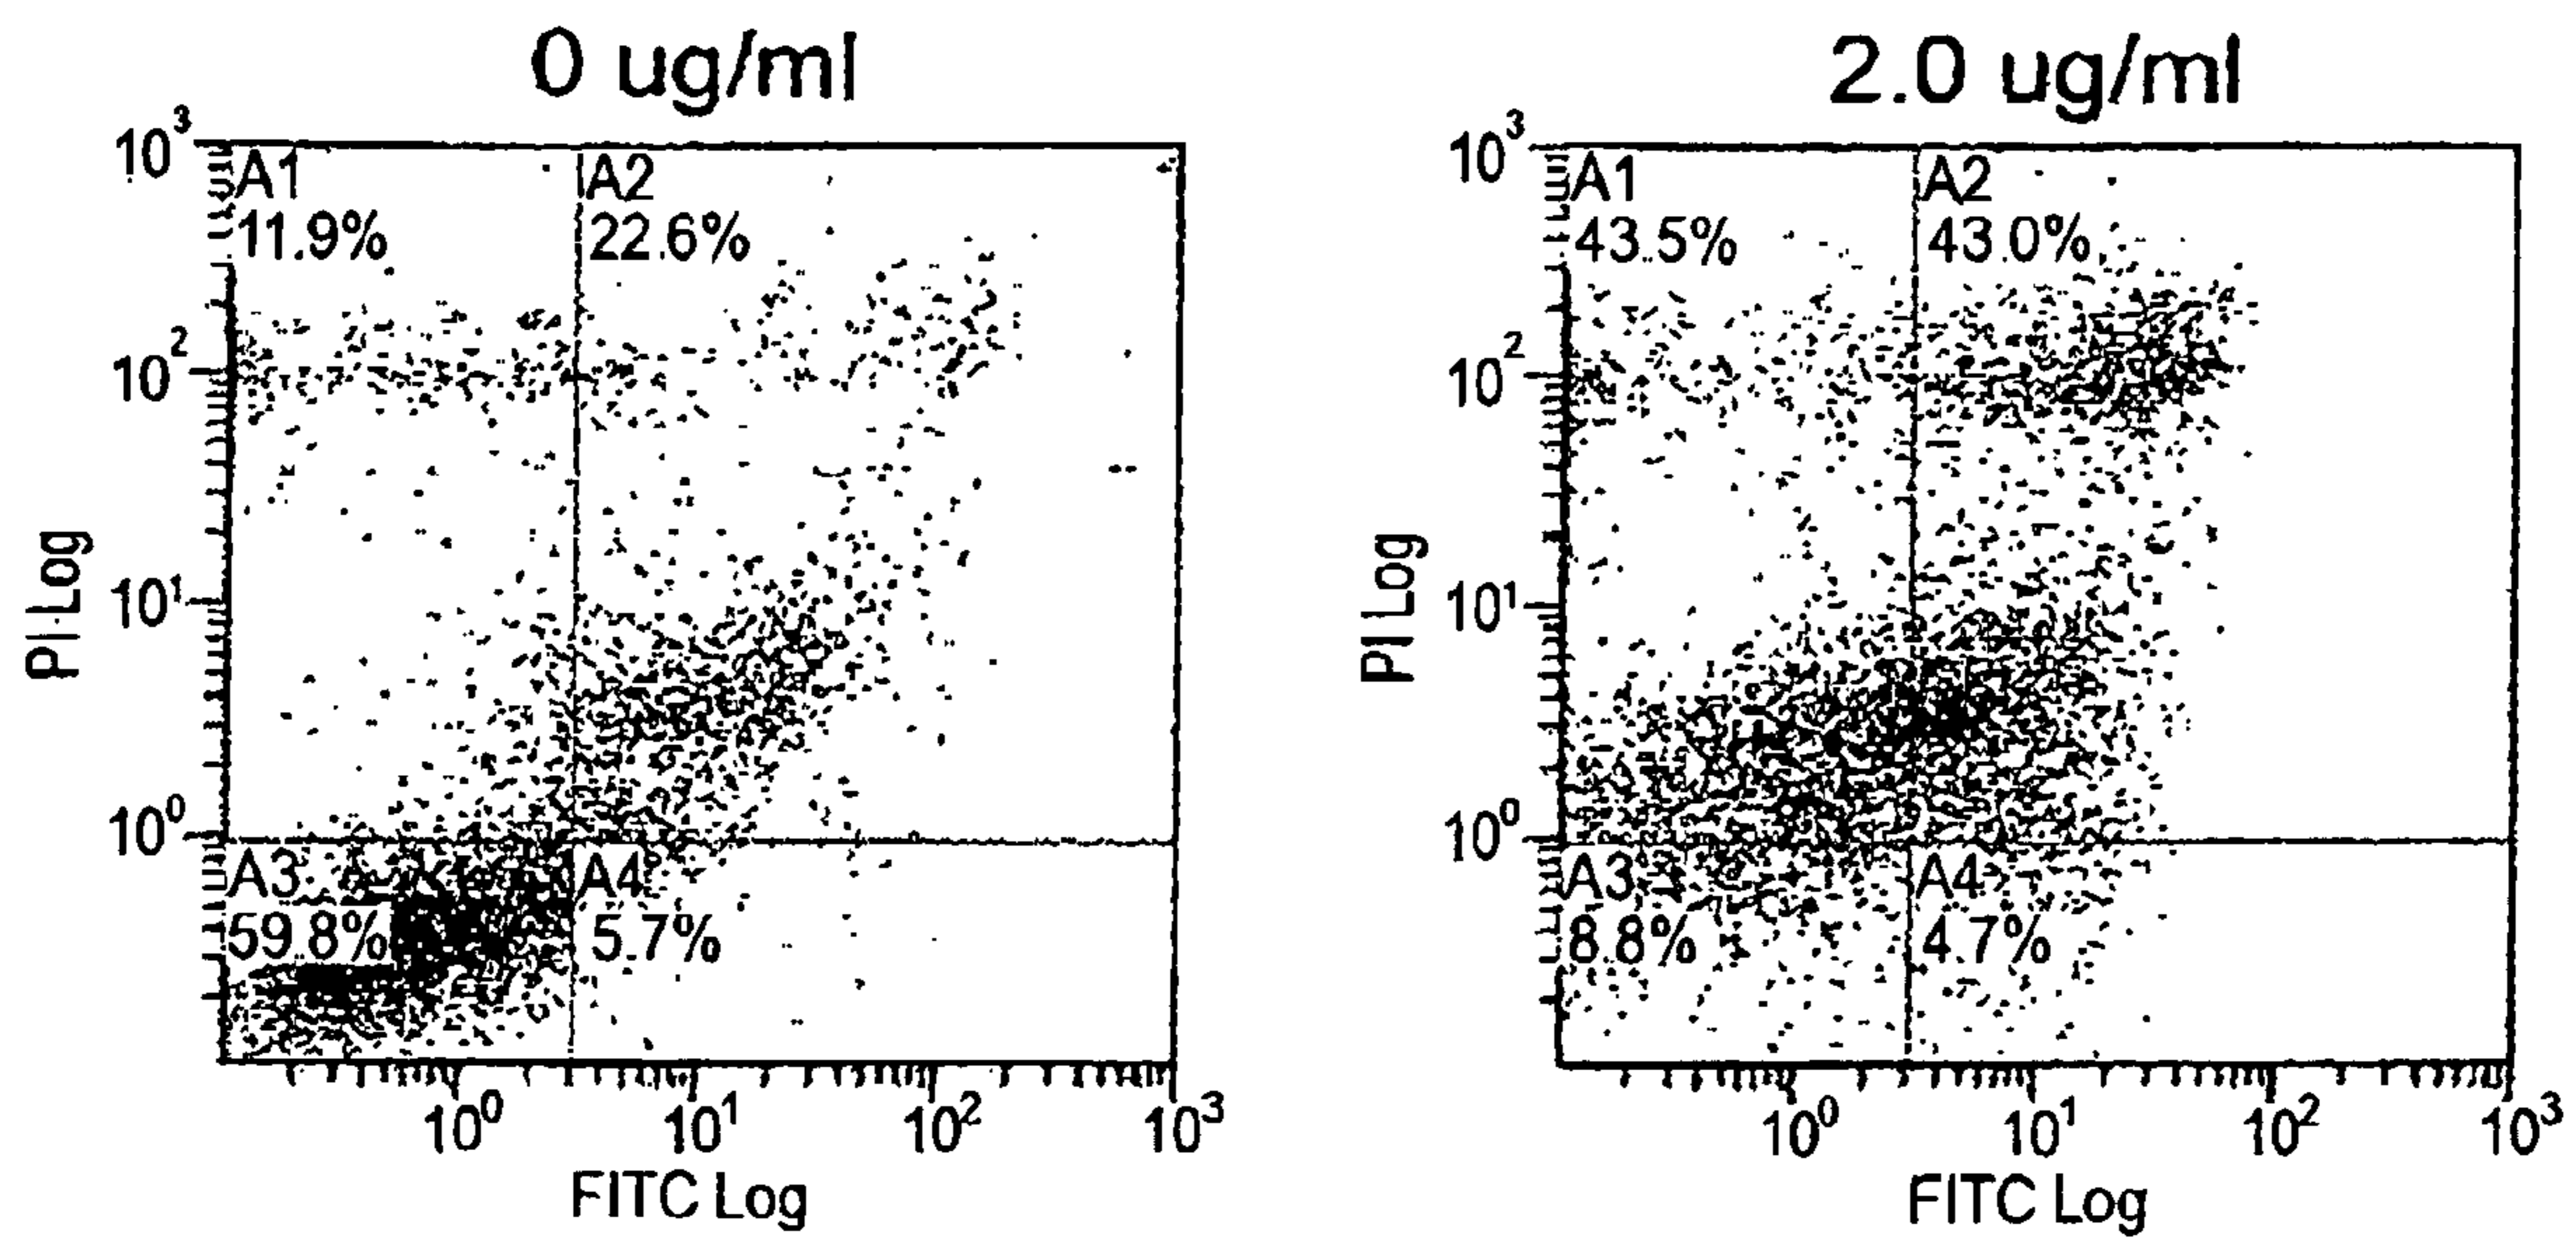 0 ug/ml
10³
A1
11.9%
A2
22.6%
10²
10¹
10⁰
PI Log
A3
59.8%
A4
5.7%
10⁰ 10¹ 10² 10³
FITC Log
2.0 ug/ml
10³
A1
43.5%
A2
43.0%
10²
10¹
10⁰
PI Log
A3
8.8%
A4
4.7%
10⁰ 10¹ 10² 10³
FITC Log